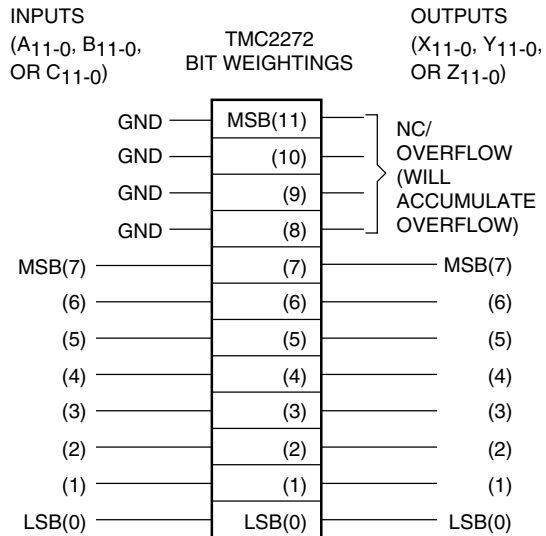 INPUTS
(A11-0, B11-0,
OR C11-0)
TMC2272
BIT WEIGHTINGS
OUTPUTS
(X11-0, Y11-0,
OR Z11-0)
GND MSB(11)
GND (10)
GND (9)
GND (8)
NC/
OVERFLOW
(WILL
ACCUMULATE
OVERFLOW)
MSB(7) (7) MSB(7)
(6) (6) (6)
(5) (5) (5)
(4) (4) (4)
(3) (3) (3)
(2) (2) (2)
(1) (1) (1)
LSB(0) LSB(0) LSB(0)